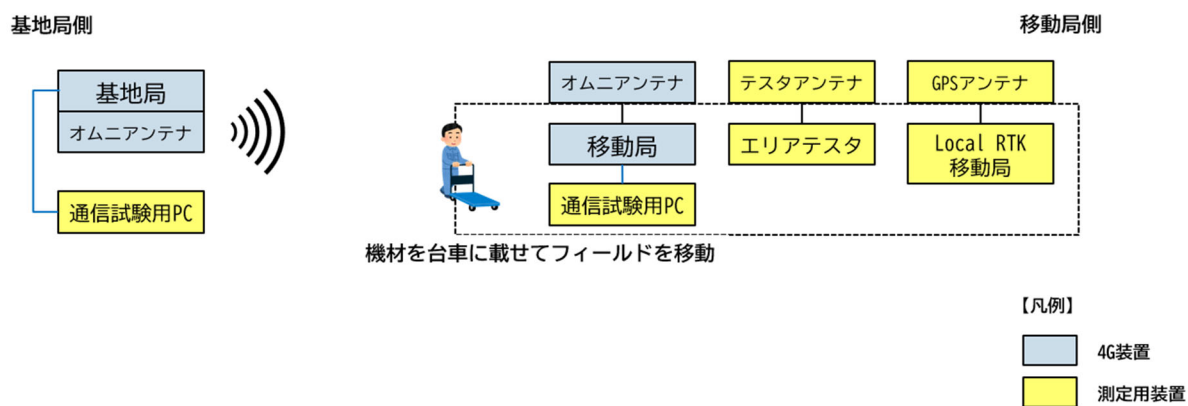 基地局側
移動局側
基地局
オムニアンテナ
通信試験用PC
オムニアンテナ
テスタアンテナ
GPSアンテナ
移動局
エリアテスタ
Local RTK
移動局
通信試験用PC
機材を台車に載せてフィールドを移動
【凡例】
4G装置
測定用装置